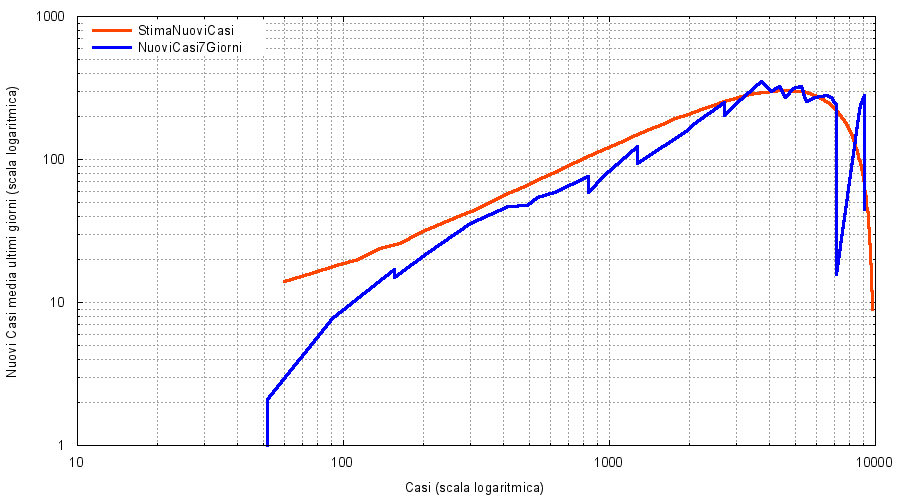 1000
StimaNuoviCasi
NuoviCasi7Giorni
100
10
1
Nuovi Casi media ultimi giorni (scala logaritmica)
10 100 1000 10000
Casi (scala logaritmica)